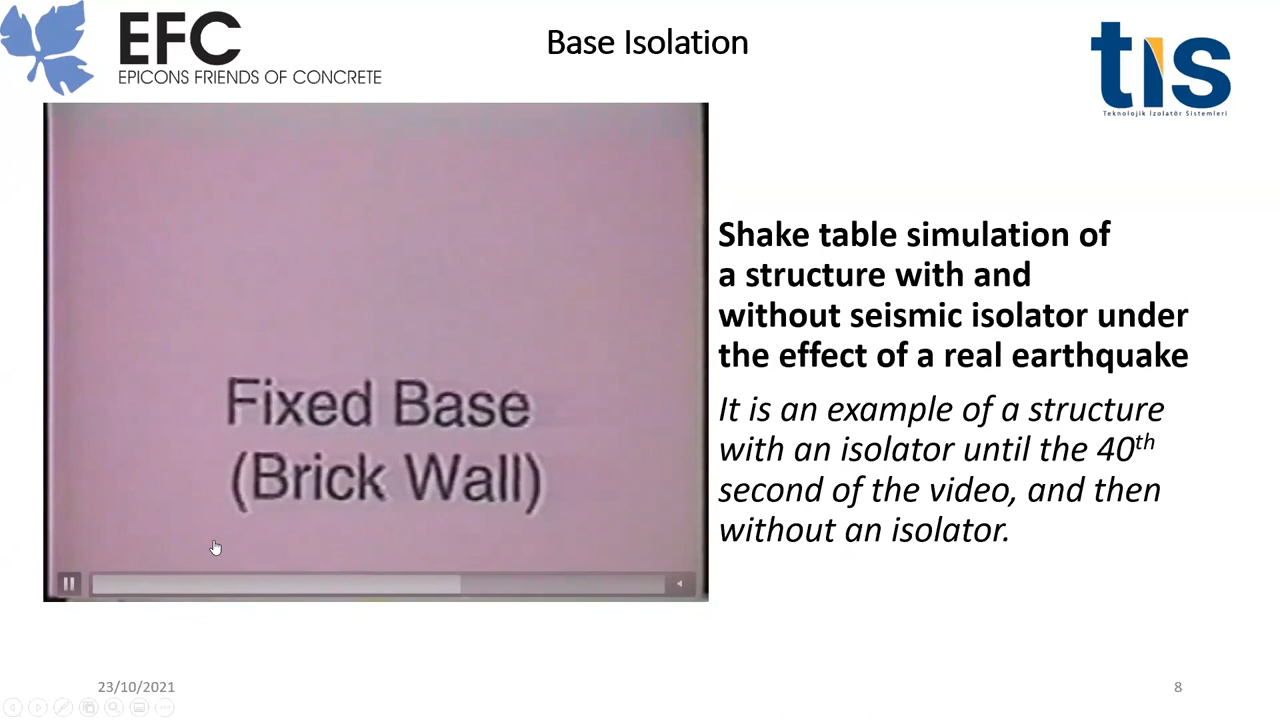 EFC
EPICONS FRIENDS OF CONCRETE
Base Isolation
tis
Teknolojik İzolatör Sistemleri
Fixed Base
(Brick Wall)
Shake table simulation of
a structure with and
without seismic isolator under
the effect of a real earthquake
It is an example of a structure
with an isolator until the 40th
second of the video, and then
without an isolator.
23/10/2021
8